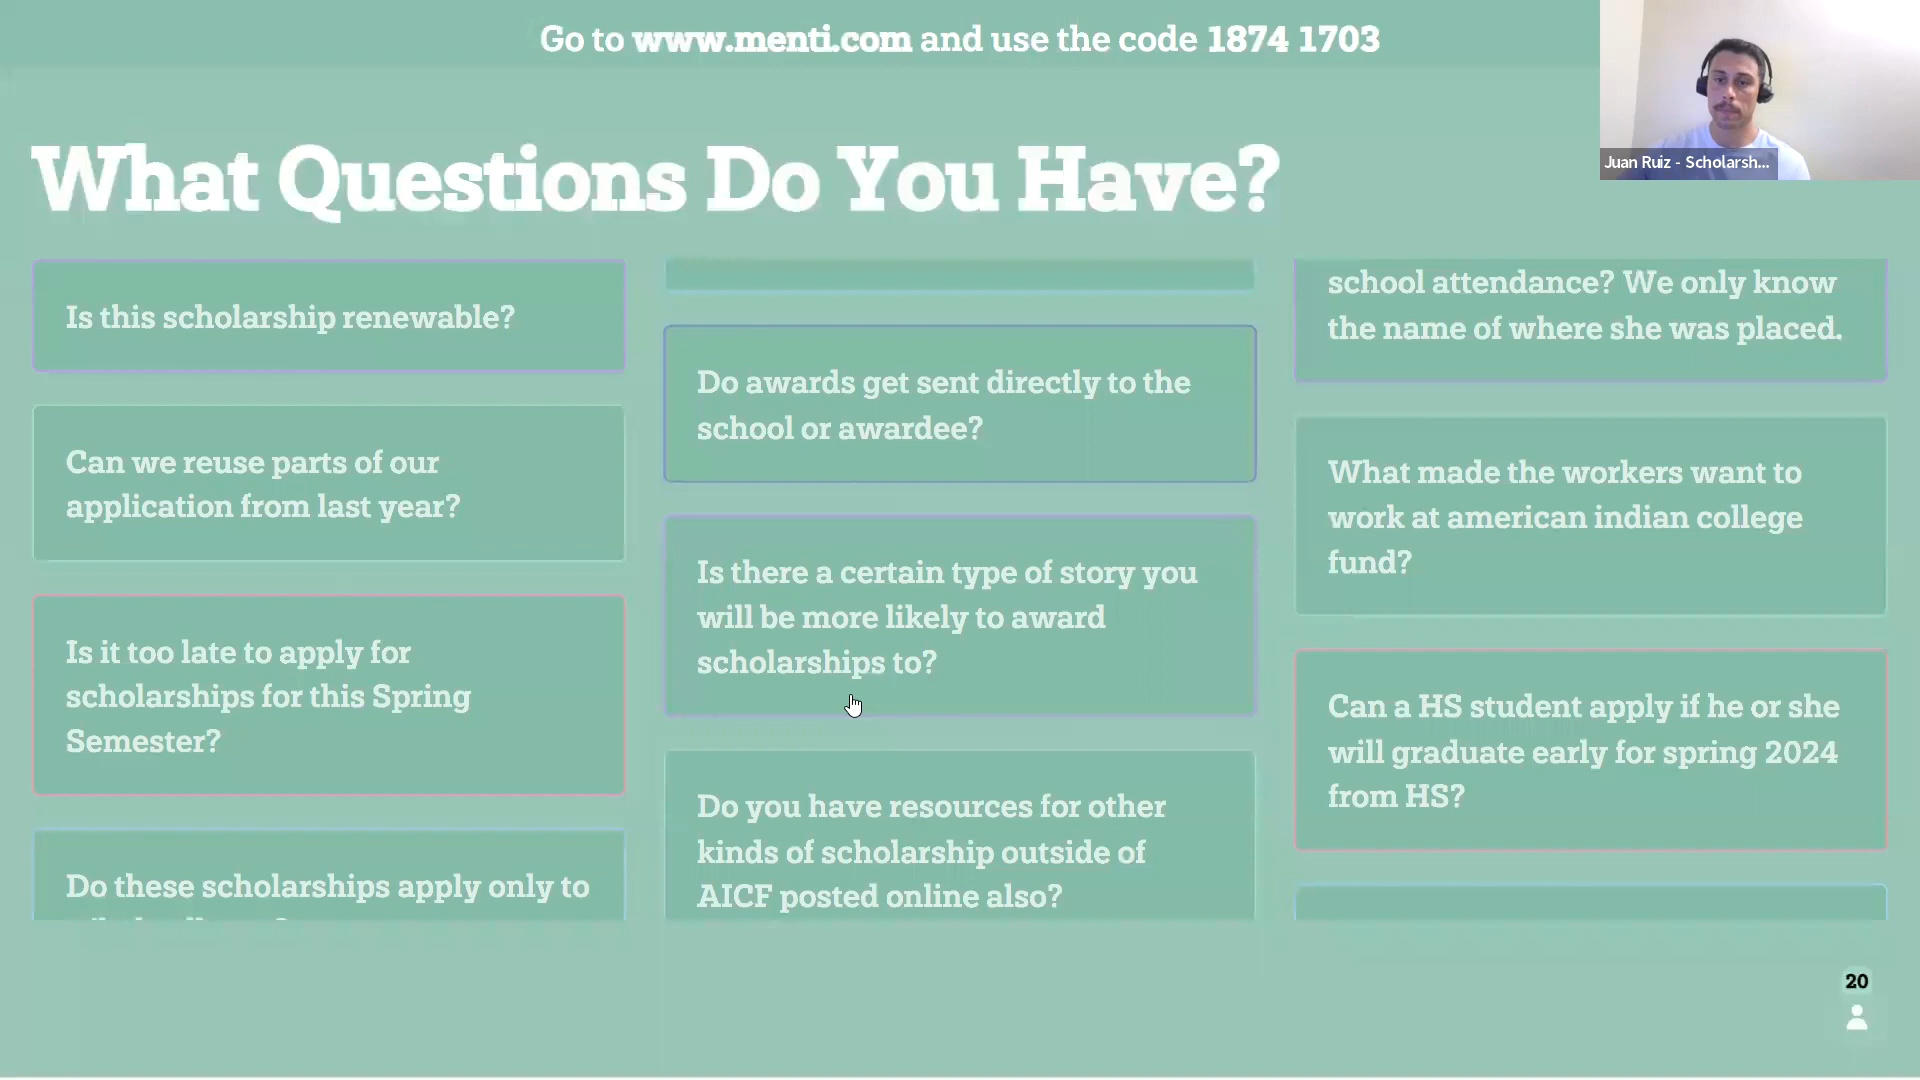 Go to www.menti.com and use the code 1874 1703
Juan Ruiz - Scholarsh...
What Questions Do You Have?
Is this scholarship renewable?
Can we reuse parts of our
application from last year?
Is it too late to apply for
scholarships for this Spring
Semester?
Do these scholarships apply only to
Do awards get sent directly to the
school or awardee?
Is there a certain type of story you
will be more likely to award
scholarships to?
Do you have resources for other
kinds of scholarship outside of
AICF posted online also?
school attendance? We only know
the name of where she was placed.
What made the workers want to
work at american indian college
fund?
Can a HS student apply if he or she
will graduate early for spring 2024
from HS?
20